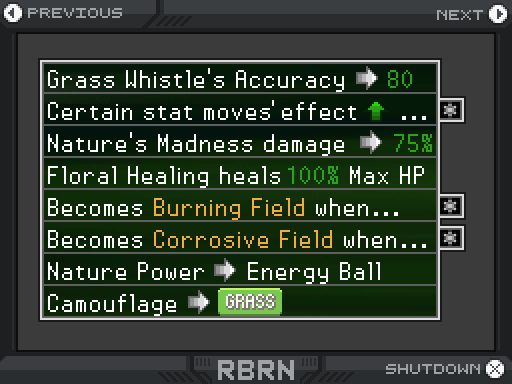 PREVIOUS
NEXT
Grass Whistle's Accuracy 80
Certain stat moves' effect ...
Nature's Madness damage 75%
Floral Healing heals 100% Max HP
Becomes Burning Field when...
Becomes Corrosive Field when...
Nature Power Energy Ball
Camouflage GRASS
RBRN
SHUTDOWN